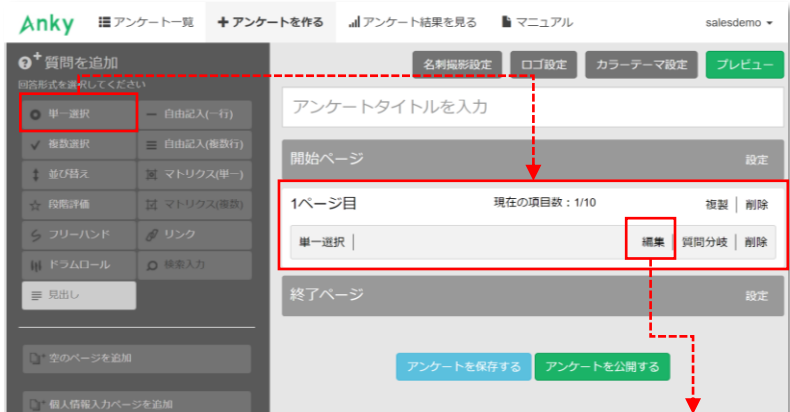 Anky アンケート一覧 アンケートを作る アンケート結果を見る マニュアル salesdemo
質問を追加
回答形式を選択してください
単一選択 自由記入(一行)
複数選択 自由記入(複数行)
並び替え マトリクス(単一)
段階評価 マトリクス(複数)
フリーハンド リンク
ドラムロール 検索入力
見出し
空のページを追加
個人情報入力ページを追加
名刺撮影設定 ロゴ設定 カラーテーマ設定 プレビュー
アンケートタイトルを入力
開始ページ 設定
1ページ目 現在の項目数:1/10 複製 | 削除
単一選択 | 編集 | 質問分岐 | 削除
終了ページ 設定
アンケートを保存する アンケートを公開する